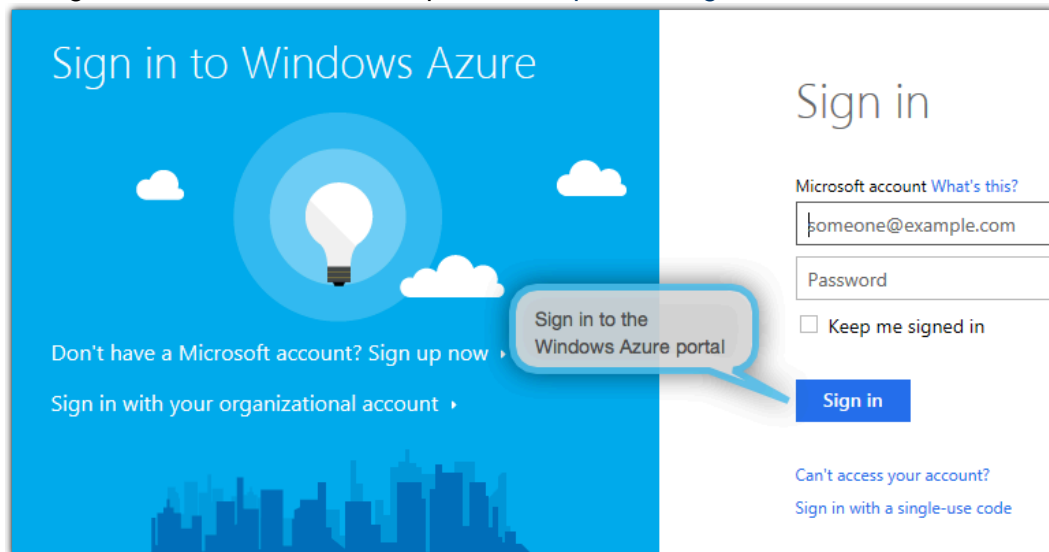 Sign in to Windows Azure
Don't have a Microsoft account? Sign up now
Sign in with your organizational account
Sign in to the
Windows Azure portal
Sign in
Microsoft account What's this?
someone@example.com
Password
Keep me signed in
Sign in
Can't access your account?
Sign in with a single-use code